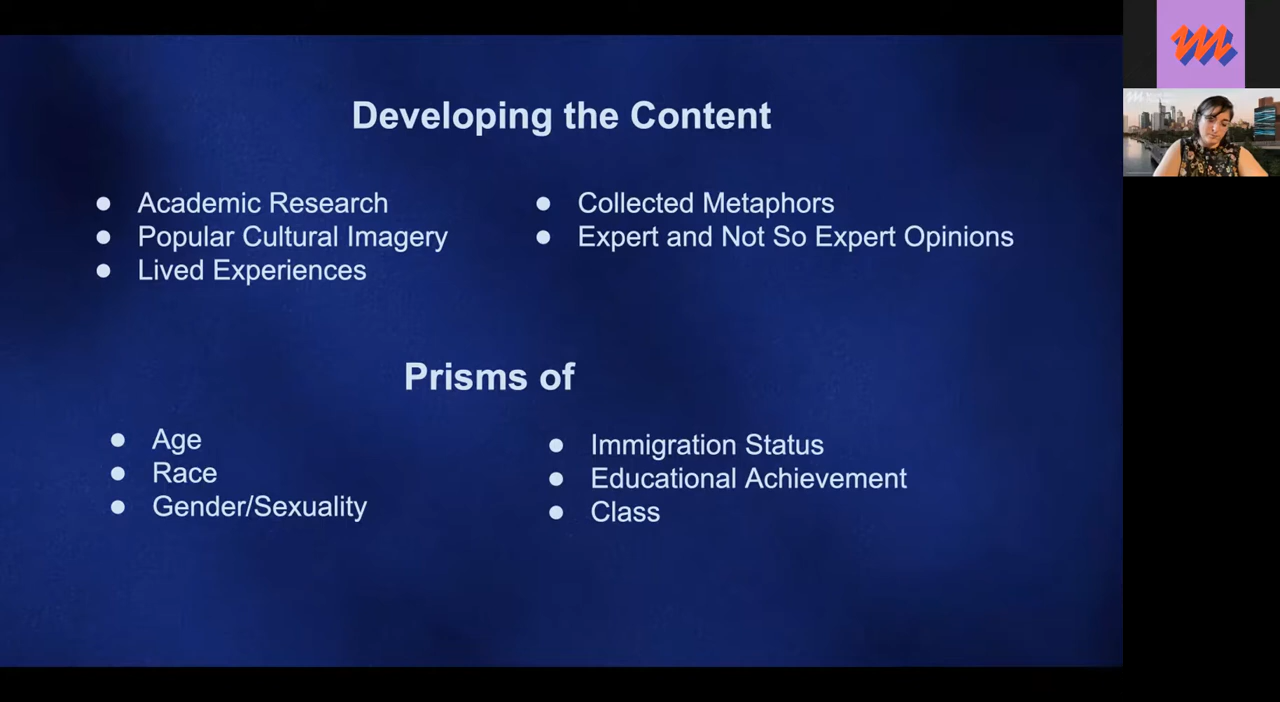 Developing the Content
Academic Research
Popular Cultural Imagery
Lived Experiences
Collected Metaphors
Expert and Not So Expert Opinions
Prisms of
Age
Race
Gender/Sexuality
Immigration Status
Educational Achievement
Class